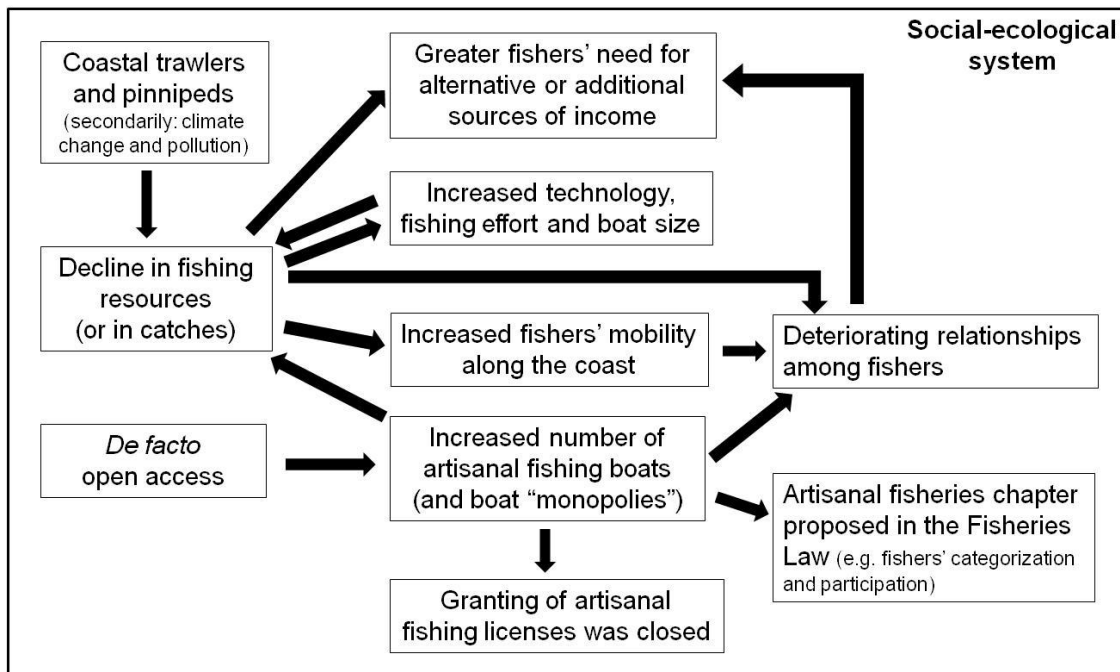 Social-ecological
system
Coastal trawlers
and pinnipeds
(secondarily: climate
change and pollution)
Greater fishers’ need for
alternative or additional
sources of income
Increased technology,
fishing effort and boat size
Decline in fishing
resources
(or in catches)
Increased fishers’ mobility
along the coast
Deteriorating relationships
among fishers
De facto
open access
Increased number of
artisanal fishing boats
(and boat “monopolies”)
Artisanal fisheries chapter
proposed in the Fisheries
Law (e.g. fishers’ categorization
and participation)
Granting of artisanal
fishing licenses was closed